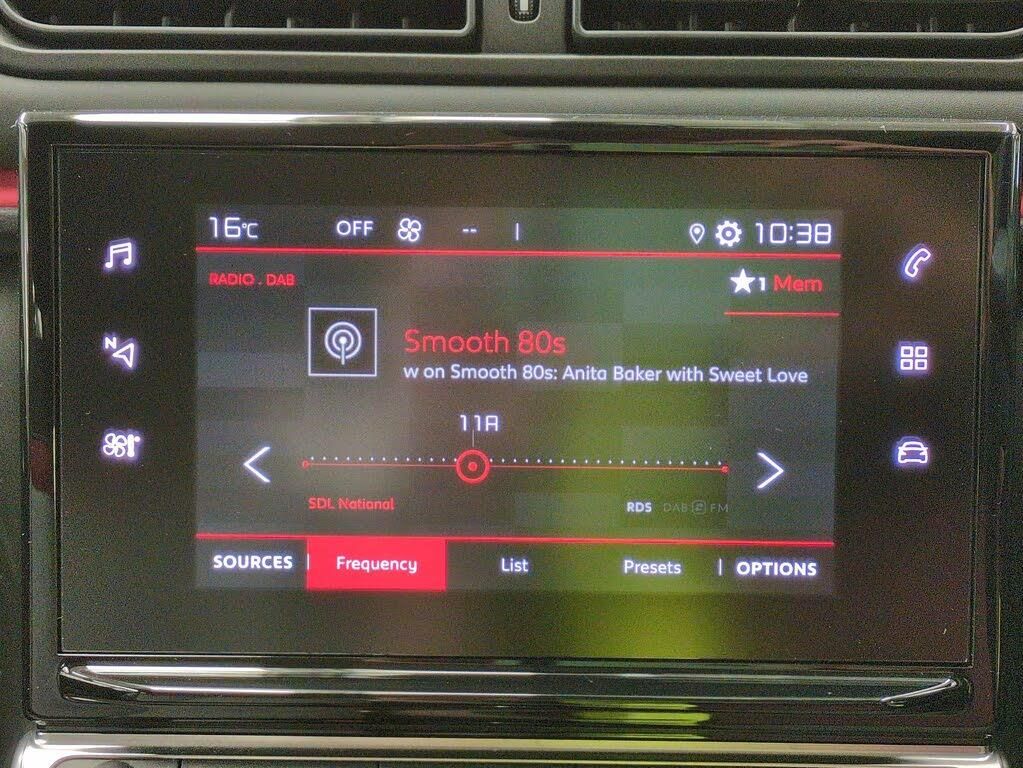 16°C OFF -- | 10:38
RADIO . DAB
1 Mem
Smooth 80s
w on Smooth 80s: Anita Baker with Sweet Love
N
11A
SDL National
RDS DAB FM
SOURCES | Frequency List Presets | OPTIONS